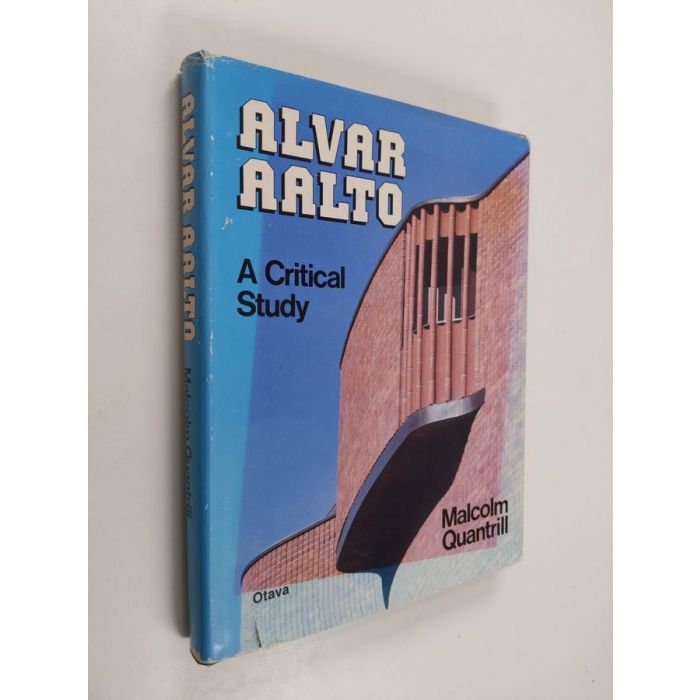 ALVAR
AALTO
A Critical
Study
Malcolm
Quantrill
Otava
ALVAR AALTO Malcolm Quantrill